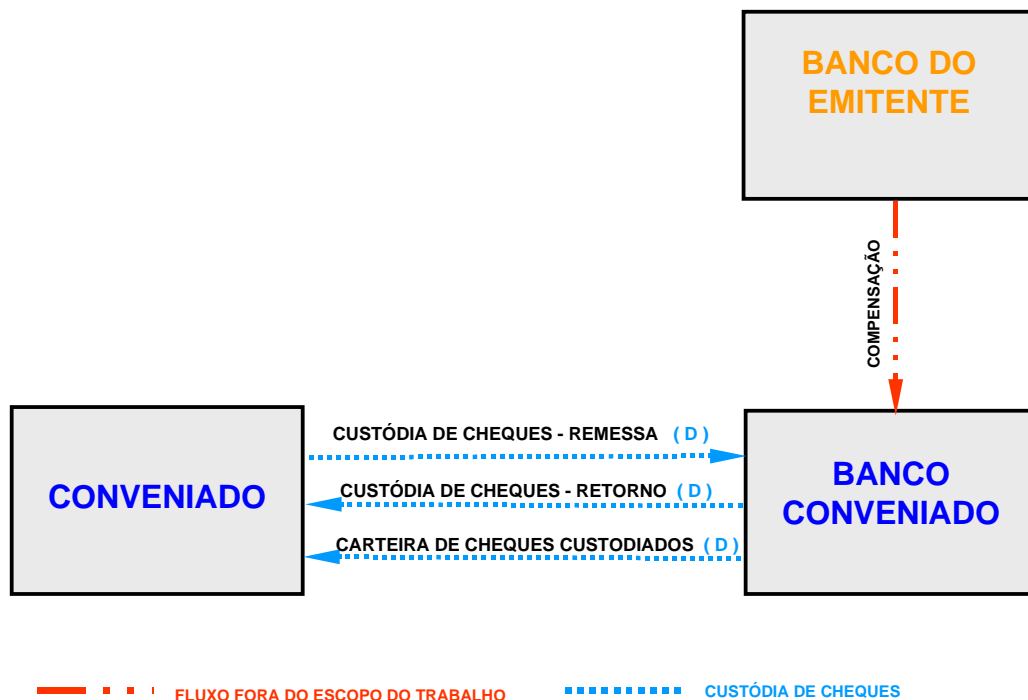 BANCO DO
EMITENTE
COMPENSAÇÃO
CUSTÓDIA DE CHEQUES - REMESSA ( D )
CONVENIADO
CUSTÓDIA DE CHEQUES - RETORNO ( D )
BANCO
CONVENIADO
CARTEIRA DE CHEQUES CUSTODIADOS ( D )
FLUXO FORA DO ESCOPO DO TRABALHO
CUSTÓDIA DE CHEQUES